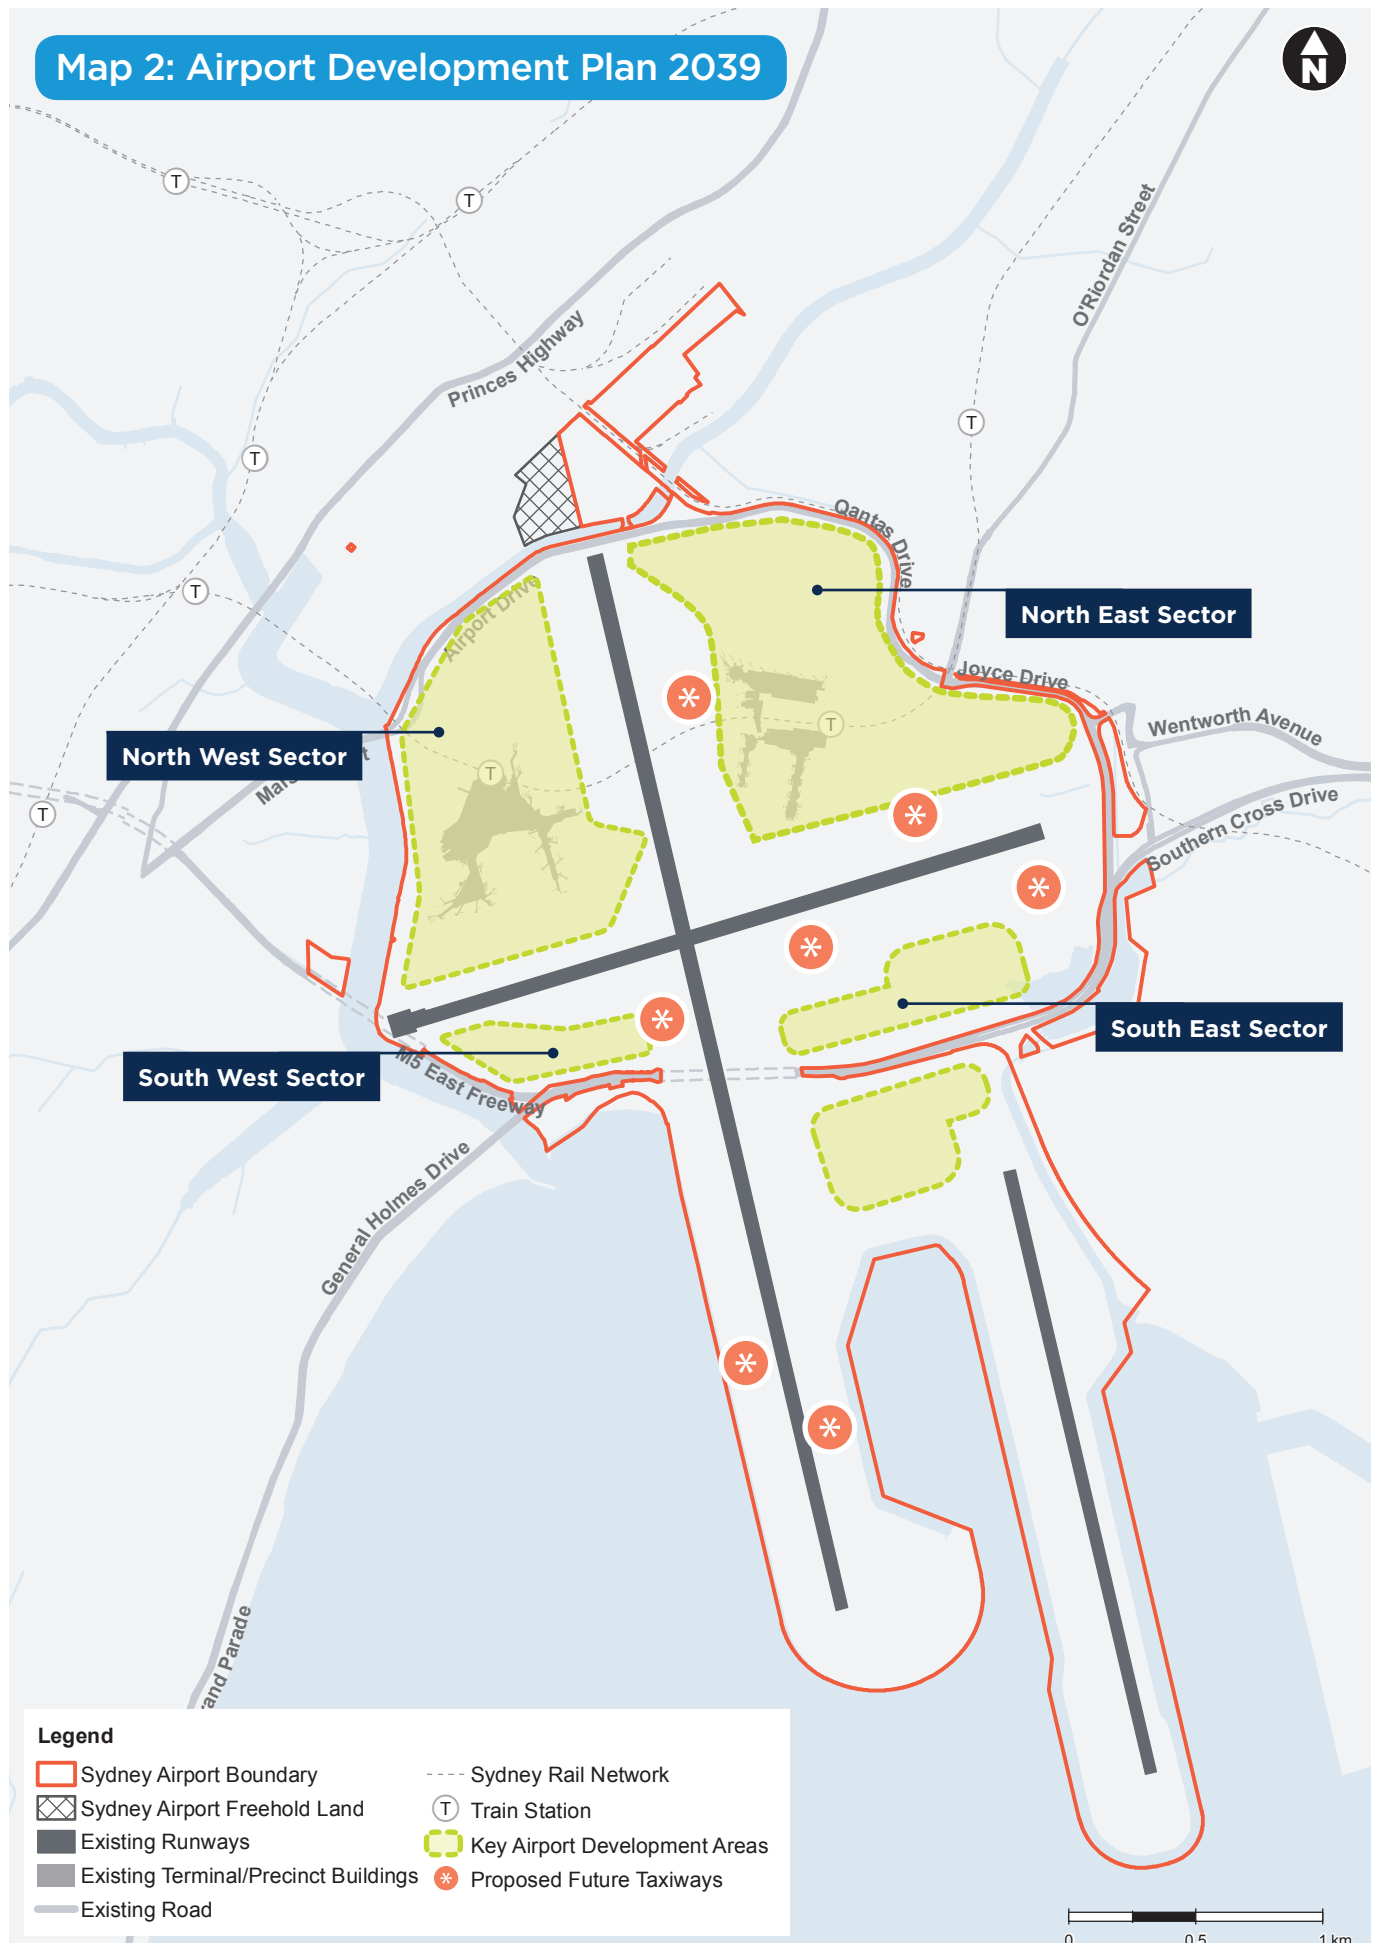 Map 2: Airport Development Plan 2039
N
T
T
O'Riordan Street
Princes Highway
T
T
Qantas Drive
T
Airport Drive
North East Sector
Joyce Drive
Wentworth Avenue
T
North West Sector
T
Southern Cross Drive
T
South East Sector
M5 East Freeway
South West Sector
General Holmes Drive
Legend
Sydney Airport Boundary
Sydney Airport Freehold Land
Existing Runways
Existing Terminal/Precinct Buildings
Existing Road
Sydney Rail Network
T Train Station
Key Airport Development Areas
Proposed Future Taxiways
Parade
0 0.5 1 km